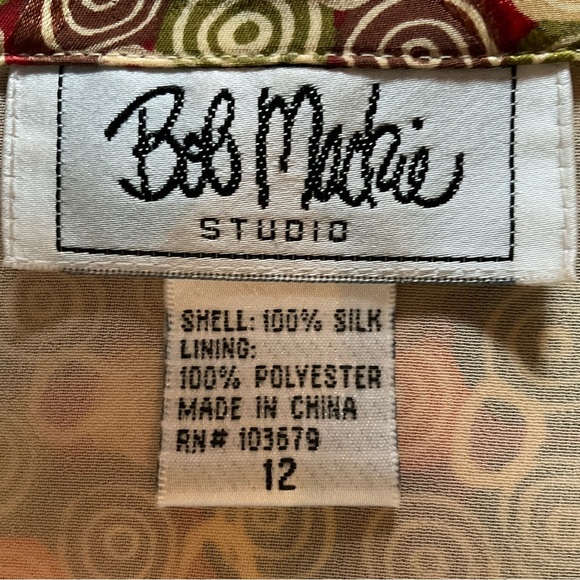 Bob Mackie
STUDIO
SHELL: 100% SILK
LINING:
100% POLYESTER
MADE IN CHINA
RN# 103679
12